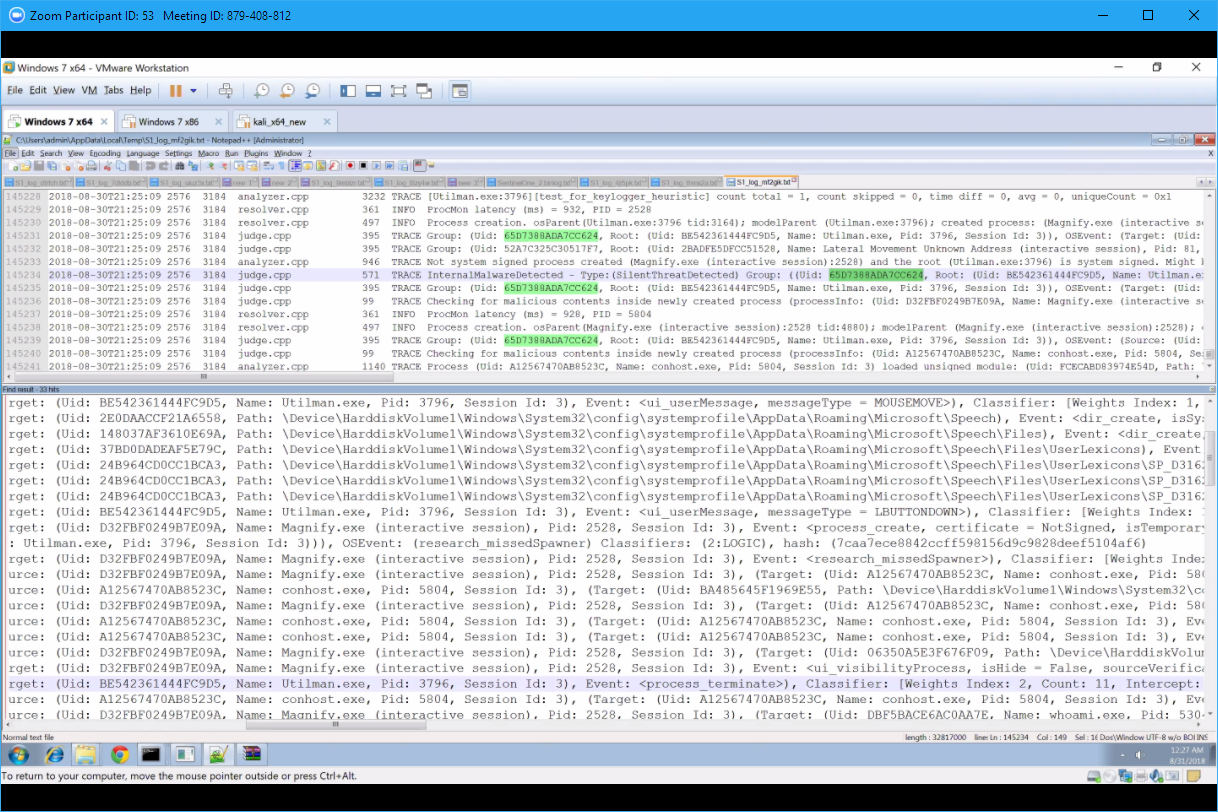 Zoom Participant ID: 53 Meeting ID: 879-408-812
Windows 7 x64 - VMware Workstation
File Edit View VM Tabs Help
Windows 7 x64 Windows 7 x86 kali_x64_new
C:\Users\admin\AppData\Local\Temp\S1_log_mf2gik.txt - Notepad++ [Administrator]
File Edit Search View Encoding Language Settings Macro Run Plugins Window ? X
S1_log_mf2gik.txt
145228 2018-08-30T21:25:09 2576 3184 analyzer.cpp 3232 TRACE [Utilman.exe:3796][test_for_keylogger_heuristic] count total = 1, count skipped = 0, time diff = 0, avg = 0, uniqueCount = 0x1
145229 2018-08-30T21:25:09 2576 3184 resolver.cpp 361 INFO ProcMon latency (ms) = 932, PID = 2528
145230 2018-08-30T21:25:09 2576 3184 resolver.cpp 497 INFO Process creation. osParent(Utilman.exe:3796 tid:3164); modelParent (Utilman.exe:3796); created process: (Magnify.exe (interactive se
145231 2018-08-30T21:25:09 2576 3184 judge.cpp 395 TRACE Group: (Uid: 65D7388ADA7CC624, Root: (Uid: BE542361444FC9D5, Name: Utilman.exe, Pid: 3796, Session Id: 3)), OSEvent: (Target: (Uid:
145232 2018-08-30T21:25:09 2576 3184 judge.cpp 395 TRACE Group: (Uid: 52A7C325C30517F7, Root: (Uid: 2BADFE5DFCC51528, Name: Lateral Movement Unknown Address (interactive session), Pid: 81,
145233 2018-08-30T21:25:09 2576 3184 analyzer.cpp 946 TRACE Not system signed process created (Magnify.exe (interactive session):2528) and the root (Utilman.exe:3796) is system signed. Might
145234 2018-08-30T21:25:09 2576 3184 judge.cpp 571 TRACE InternalMalwareDetected - Type:(SilentThreatDetected) Group: ((Uid: 65D7388ADA7CC624, Root: (Uid: BE542361444FC9D5, Name: Utilman.ex
145235 2018-08-30T21:25:09 2576 3184 judge.cpp 395 TRACE Group: (Uid: 65D7388ADA7CC624, Root: (Uid: BE542361444FC9D5, Name: Utilman.exe, Pid: 3796, Session Id: 3)), OSEvent: (Target: (Uid:
145236 2018-08-30T21:25:09 2576 3184 judge.cpp 99 TRACE Checking for malicious contents inside newly created process (processInfo: (Uid: D32FBF0249B7E09A, Name: Magnify.exe (interactive se
145237 2018-08-30T21:25:09 2576 3184 resolver.cpp 361 INFO ProcMon latency (ms) = 928, PID = 5804
145238 2018-08-30T21:25:09 2576 3184 resolver.cpp 497 INFO Process creation. osParent(Magnify.exe (interactive session):2528 tid:4880); modelParent (Magnify.exe (interactive session):2528); c
145239 2018-08-30T21:25:09 2576 3184 judge.cpp 395 TRACE Group: (Uid: 65D7388ADA7CC624, Root: (Uid: BE542361444FC9D5, Name: Utilman.exe, Pid: 3796, Session Id: 3)), OSEvent: (Source: (Uid:
145240 2018-08-30T21:25:09 2576 3184 judge.cpp 99 TRACE Checking for malicious contents inside newly created process (processInfo: (Uid: A12567470AB8523C, Name: conhost.exe, Pid: 5804, Ses
145241 2018-08-30T21:25:09 2576 3184 analyzer.cpp 1140 TRACE Process (Uid: A12567470AB8523C, Name: conhost.exe, Pid: 5804, Session Id: 3) loaded unsigned module: (Uid: FCECABD83974E54D, Path:
Find result - 33 hits
rget: (Uid: BE542361444FC9D5, Name: Utilman.exe, Pid: 3796, Session Id: 3), Event: <ui_userMessage, messageType = MOUSEMOVE>), Classifier: [Weights Index: 1,
rget: (Uid: 2E0DAACCF21A6558, Path: \Device\HarddiskVolume1\Windows\System32\config\systemprofile\AppData\Roaming\Microsoft\Speech), Event: <dir_create, isSy
rget: (Uid: 148037AF3610E69A, Path: \Device\HarddiskVolume1\Windows\System32\config\systemprofile\AppData\Roaming\Microsoft\Speech\Files), Event: <dir_create,
rget: (Uid: 37BD0DADEAF5E79C, Path: \Device\HarddiskVolume1\Windows\System32\config\systemprofile\AppData\Roaming\Microsoft\Speech\Files\UserLexicons), Event
rget: (Uid: 24B964CD0CC1BCA3, Path: \Device\HarddiskVolume1\Windows\System32\config\systemprofile\AppData\Roaming\Microsoft\Speech\Files\UserLexicons\SP_D3162
rget: (Uid: 24B964CD0CC1BCA3, Path: \Device\HarddiskVolume1\Windows\System32\config\systemprofile\AppData\Roaming\Microsoft\Speech\Files\UserLexicons\SP_D3162
rget: (Uid: 24B964CD0CC1BCA3, Path: \Device\HarddiskVolume1\Windows\System32\config\systemprofile\AppData\Roaming\Microsoft\Speech\Files\UserLexicons\SP_D3162
rget: (Uid: BE542361444FC9D5, Name: Utilman.exe, Pid: 3796, Session Id: 3), Event: <ui_userMessage, messageType = LBUTTONDOWN>), Classifier: [Weights Index:
rget: (Uid: D32FBF0249B7E09A, Name: Magnify.exe (interactive session), Pid: 2528, Session Id: 3), Event: <process_create, certificate = NotSigned, isTemporary
: Utilman.exe, Pid: 3796, Session Id: 3))), OSEvent: (research_missedSpawner) Classifiers: (2:LOGIC), hash: (7caa7ece8842ccff598156d9c9828deef5104af6)
rget: (Uid: D32FBF0249B7E09A, Name: Magnify.exe (interactive session), Pid: 2528, Session Id: 3), Event: <research_missedSpawner>), Classifier: [Weights Index
urce: (Uid: D32FBF0249B7E09A, Name: Magnify.exe (interactive session), Pid: 2528, Session Id: 3), (Target: (Uid: A12567470AB8523C, Name: conhost.exe, Pid: 580
urce: (Uid: A12567470AB8523C, Name: conhost.exe, Pid: 5804, Session Id: 3), (Target: (Uid: BA485645F1969E55, Path: \Device\HarddiskVolume1\Windows\System32\co
urce: (Uid: D32FBF0249B7E09A, Name: Magnify.exe (interactive session), Pid: 2528, Session Id: 3), (Target: (Uid: A12567470AB8523C, Name: conhost.exe, Pid: 580
urce: (Uid: A12567470AB8523C, Name: conhost.exe, Pid: 5804, Session Id: 3), (Target: (Uid: A12567470AB8523C, Name: conhost.exe, Pid: 5804, Session Id: 3), Eve
urce: (Uid: A12567470AB8523C, Name: conhost.exe, Pid: 5804, Session Id: 3), (Target: (Uid: A12567470AB8523C, Name: conhost.exe, Pid: 5804, Session Id: 3), Eve
urce: (Uid: D32FBF0249B7E09A, Name: Magnify.exe (interactive session), Pid: 2528, Session Id: 3), (Target: (Uid: 06350A5E3F676F09, Path: \Device\HarddiskVolum
rget: (Uid: D32FBF0249B7E09A, Name: Magnify.exe (interactive session), Pid: 2528, Session Id: 3), Event: <ui_visibilityProcess, isHide = False, sourceVerifica
rget: (Uid: BE542361444FC9D5, Name: Utilman.exe, Pid: 3796, Session Id: 3), Event: <process_terminate>), Classifier: [Weights Index: 2, Count: 11, Intercept:
urce: (Uid: A12567470AB8523C, Name: conhost.exe, Pid: 5804, Session Id: 3), (Target: (Uid: A12567470AB8523C, Name: conhost.exe, Pid: 5804, Session Id: 3), Eve
urce: (Uid: D32FBF0249B7E09A, Name: Magnify.exe (interactive session), Pid: 2528, Session Id: 3), (Target: (Uid: DBF5BACE6AC0AA7E, Name: whoami.exe, Pid: 530
Normal text file length : 32817000 line: Ln : 145234 Col : 149 Sel : 16 Dos\Window UTF-8 w/o BOI INS
12:27 AM
8/31/2018
To return to your computer, move the mouse pointer outside or press Ctrl+Alt.